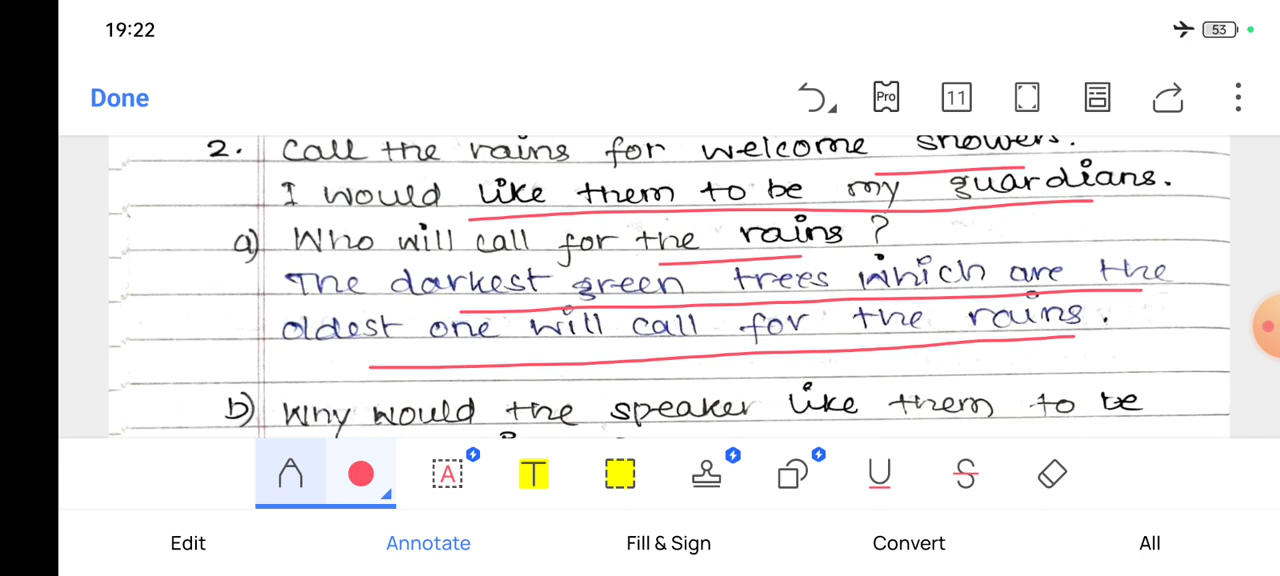 19:22
53
Done
Pro
11
2. Call the rains for welcome showers.
I would like them to be my guardians.
a) Who will call for the rains?
The darkest green trees which are the
oldest one will call for the rains.
b) Why would the speaker like them to be
A
T
U
S
Edit
Annotate
Fill & Sign
Convert
All